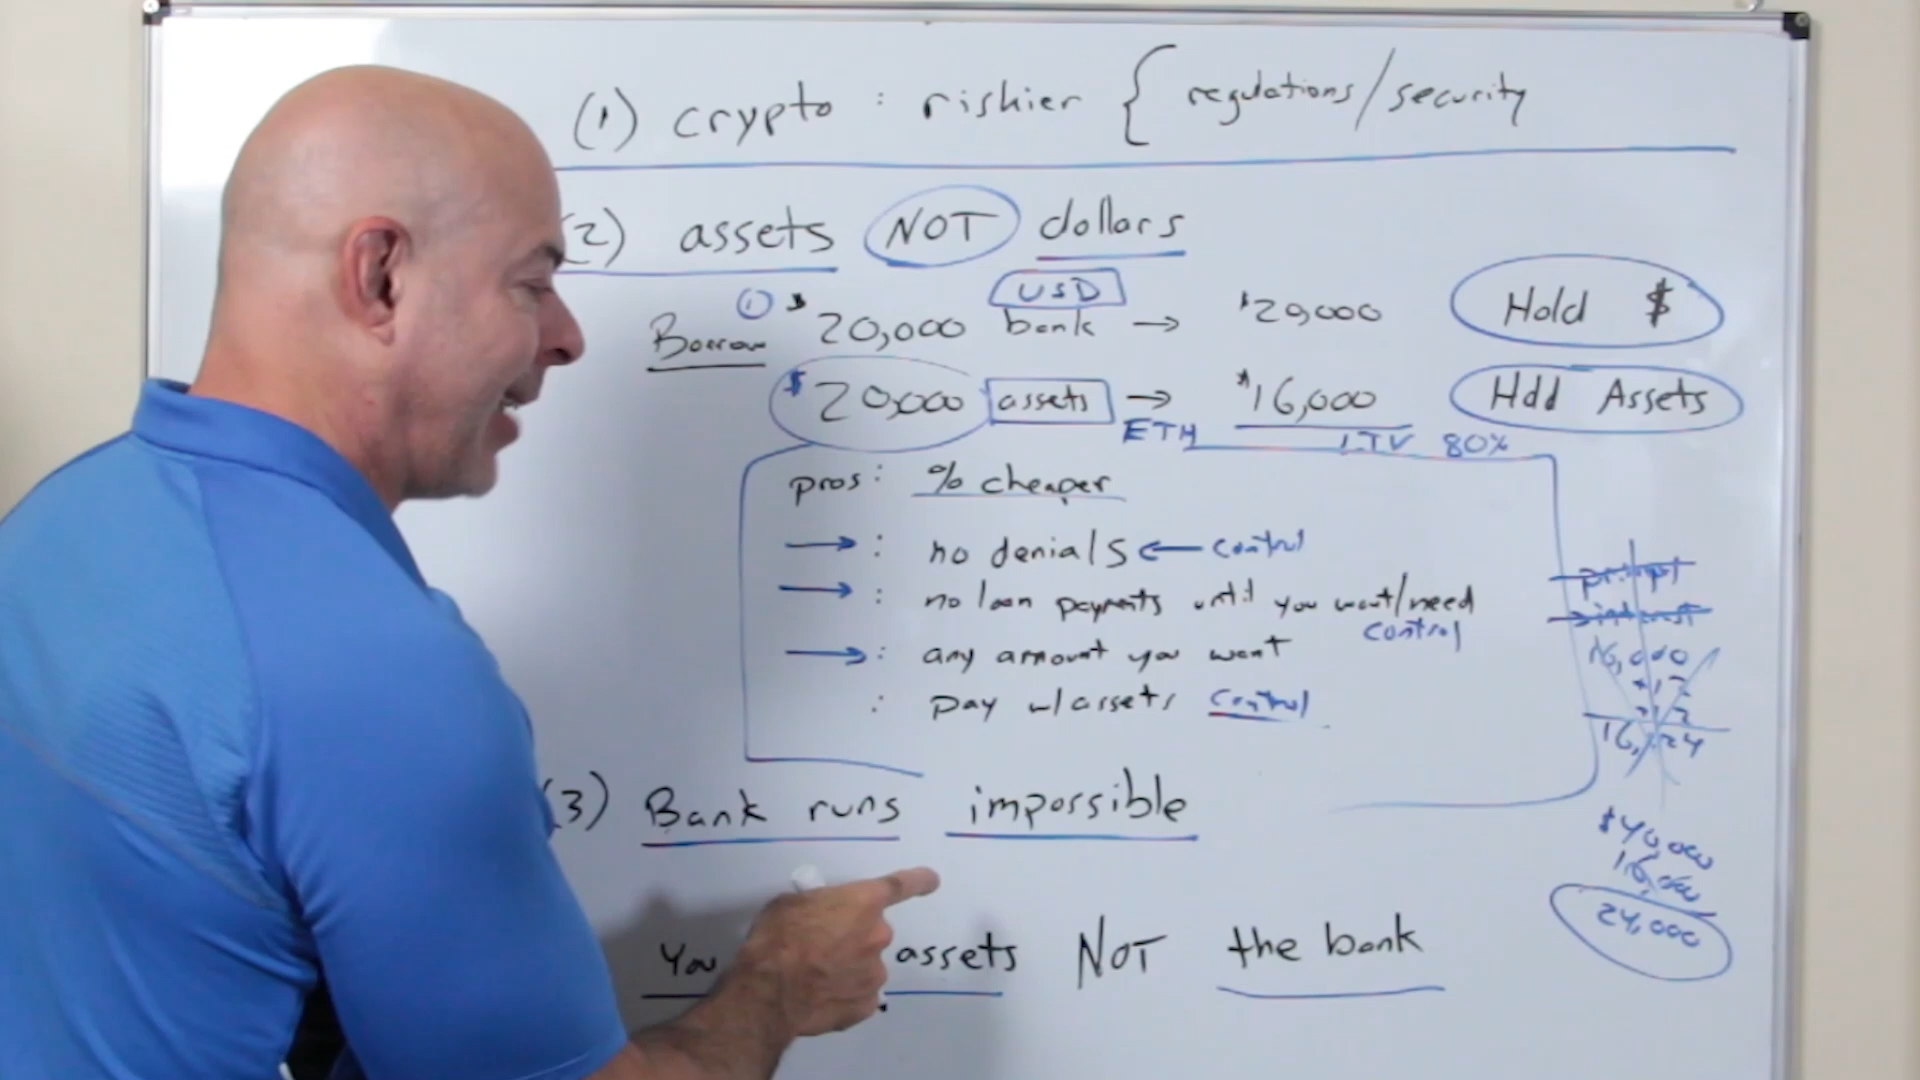 (1) crypto : riskier { regulations/security
(2) assets NOT dollars
USD
Borrow ① $20,000 bank → $20,000 Hold $
$20,000 assets → $16,000 Hold Assets
ETH LTV 80%
pros: % cheaper
→ : no denials ← control
→ : no loan payments until you want/need
control
→ : any amount you want
: pay w/assets control
interest
16,000
(3) Bank runs impossible
$40,000
16,000
24,000
You assets NOT the bank